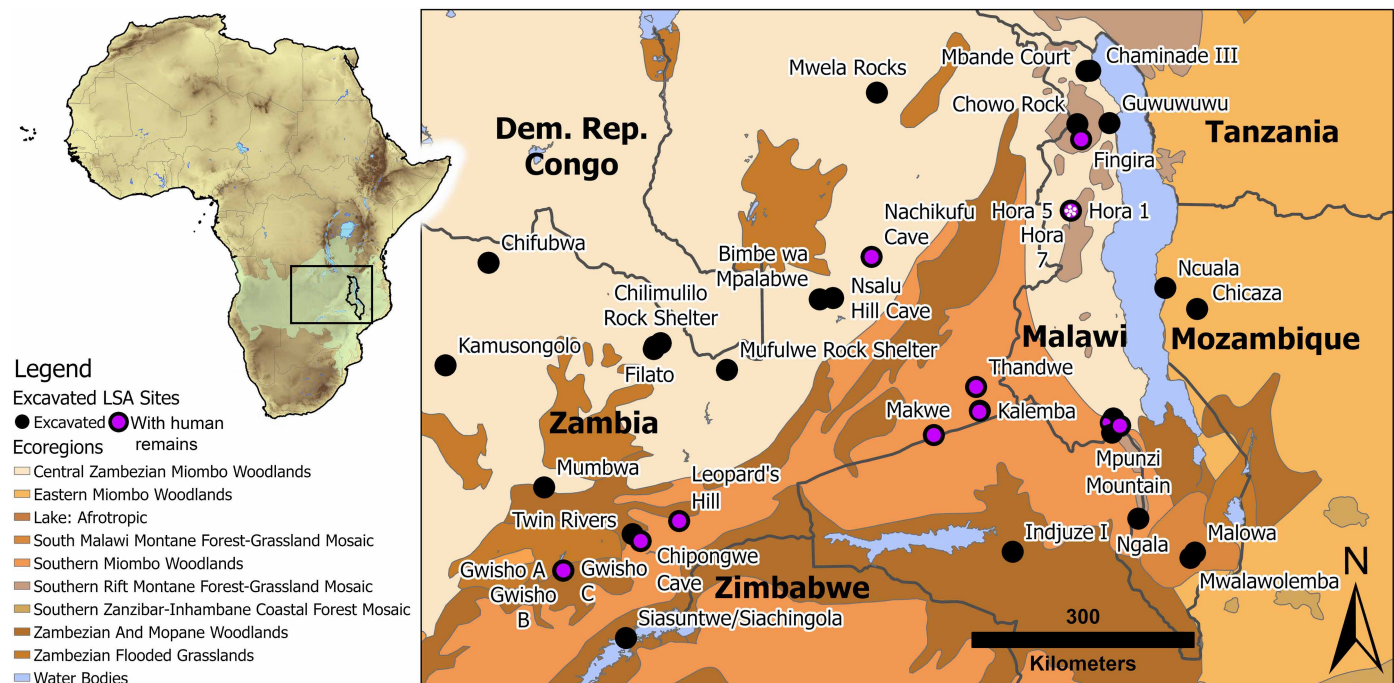 Legend
Excavated LSA Sites
Excavated
With human
remains
Ecoregions
Central Zambezian Miombo Woodlands
Eastern Miombo Woodlands
Lake: Afrotropic
South Malawi Montane Forest-Grassland Mosaic
Southern Miombo Woodlands
Southern Rift Montane Forest-Grassland Mosaic
Southern Zanzibar-Inhambane Coastal Forest Mosaic
Zambezian And Mopane Woodlands
Zambezian Flooded Grasslands
Water Bodies
Mwela Rocks
Mbande Court
Chaminade III
Chowo Rock
Guwuwuwu
Dem. Rep.
Congo
Tanzania
Fingira
Nachikufu
Cave
Hora 5
Hora 1
Hora
7
Chifubwa
Bimbe wa
Mpalabwe
Nsalu
Hill Cave
Ncuala
Chicaza
Chilimulilo
Rock Shelter
Malawi
Mozambique
Kamusongolo
Filato
Mufulwe Rock Shelter
Thandwe
Zambia
Makwe
Kalemba
Mumbwa
Leopard's
Hill
Mpunzi
Mountain
Twin Rivers
Indjuze I
Ngala
Malowa
Chipongwe
Cave
Gwisho A
Gwisho
B
Gwisho
C
Zimbabwe
Mwalawolemba
Siasuntwe/Siachingola
300
Kilometers
N